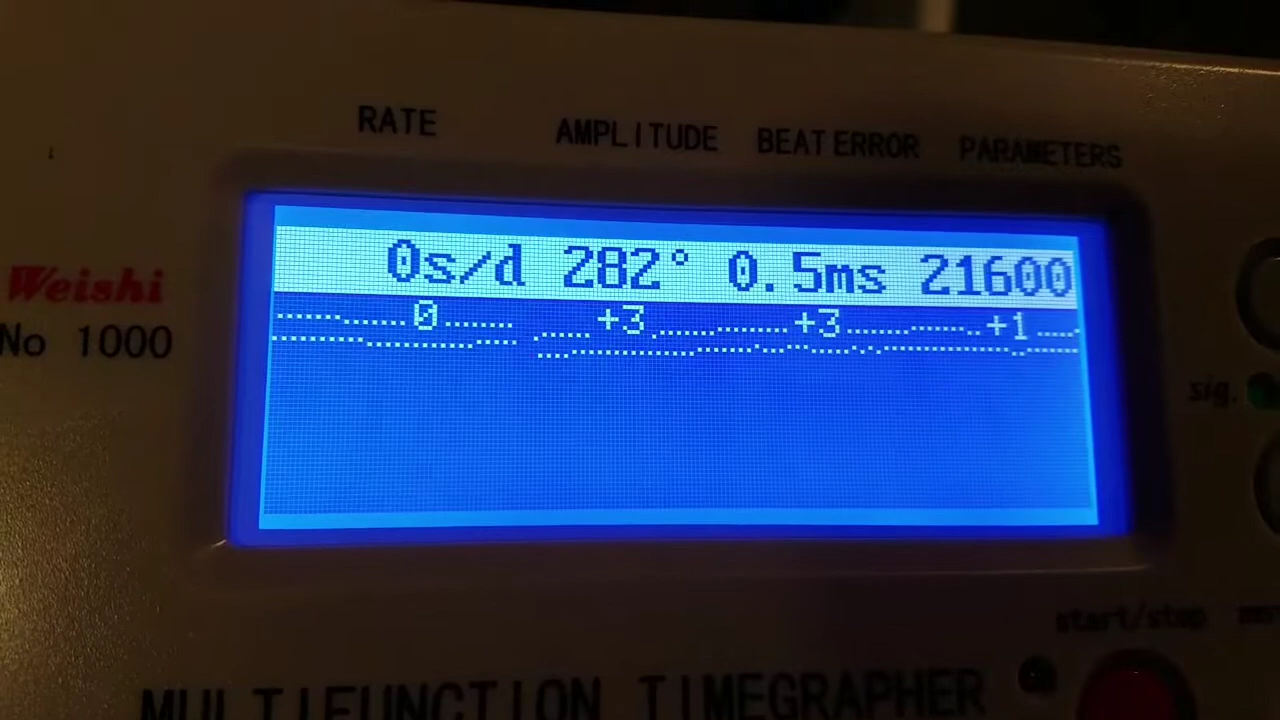 RATE AMPLITUDE BEAT ERROR PARAMETERS
0s/d 282° 0.5ms 21600
0 +3 +3 +1
Weishi
No 1000
sig.
start/stop
MULTIFUNCTION TIMEGRAPHER